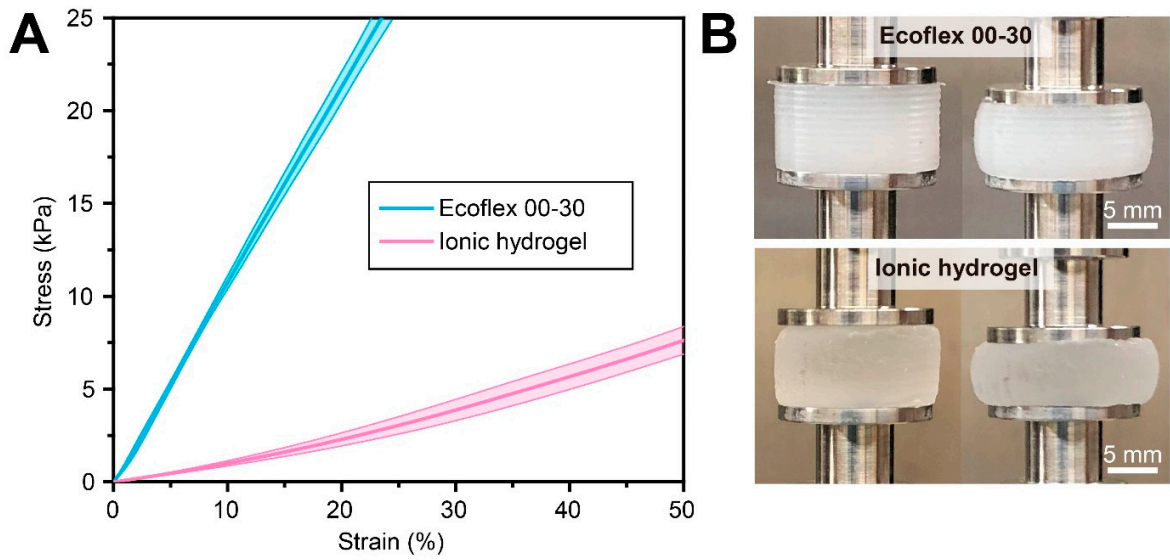 A
25
20
15
10
5
0
Stress (kPa)
0 10 20 30 40 50
Strain (%)
Ecoflex 00-30
Ionic hydrogel
B
Ecoflex 00-30
5 mm
Ionic hydrogel
5 mm